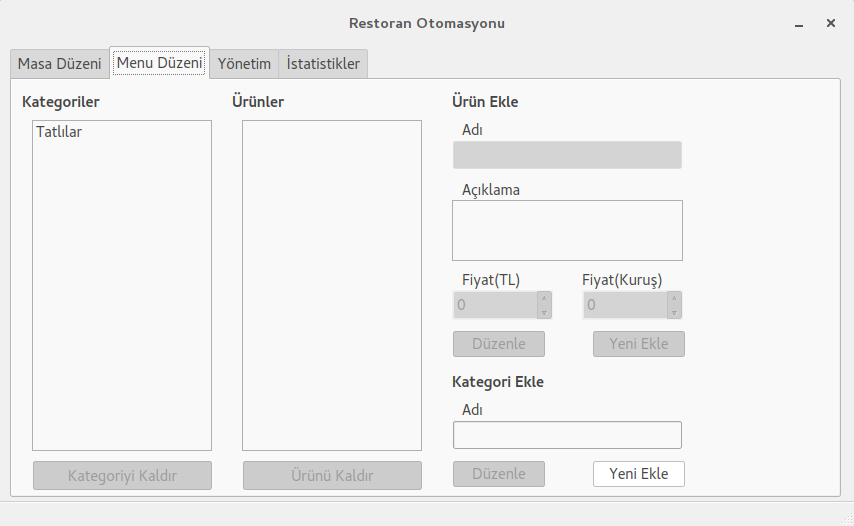 Restoran Otomasyonu
Masa Düzeni Menu Düzeni Yönetim İstatistikler
Kategoriler Ürünler Ürün Ekle
Tatlılar
Adı
Açıklama
Fiyat(TL) Fiyat(Kuruş)
0 0
Düzenle Yeni Ekle
Kategori Ekle
Adı
Kategoriyi Kaldır Ürünü Kaldır Düzenle Yeni Ekle